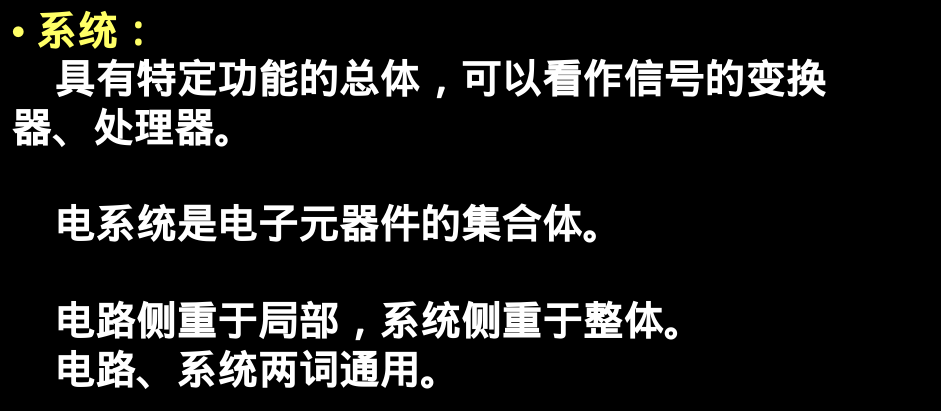 • 系统：
具有特定功能的总体，可以看作信号的变换
器、处理器。
电系统是电子元器件的集合体。
电路侧重于局部，系统侧重于整体。
电路、系统两词通用。